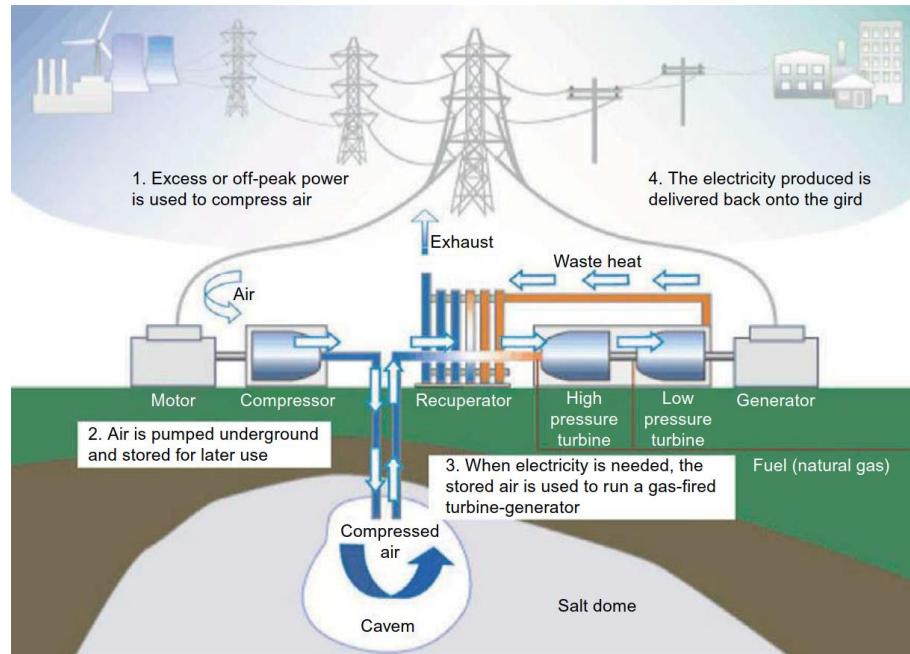 1. Excess or off-peak power
is used to compress air
4. The electricity produced is
delivered back onto the gird
Exhaust
Waste heat
Air
Motor
Compressor
Recuperator
High
pressure
turbine
Low
pressure
turbine
Generator
2. Air is pumped underground
and stored for later use
3. When electricity is needed, the
stored air is used to run a gas-fired
turbine-generator
Fuel (natural gas)
Compressed
air
Cavem
Salt dome